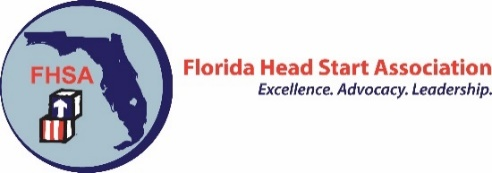 FHSA
Florida Head Start Association
Excellence. Advocacy. Leadership.